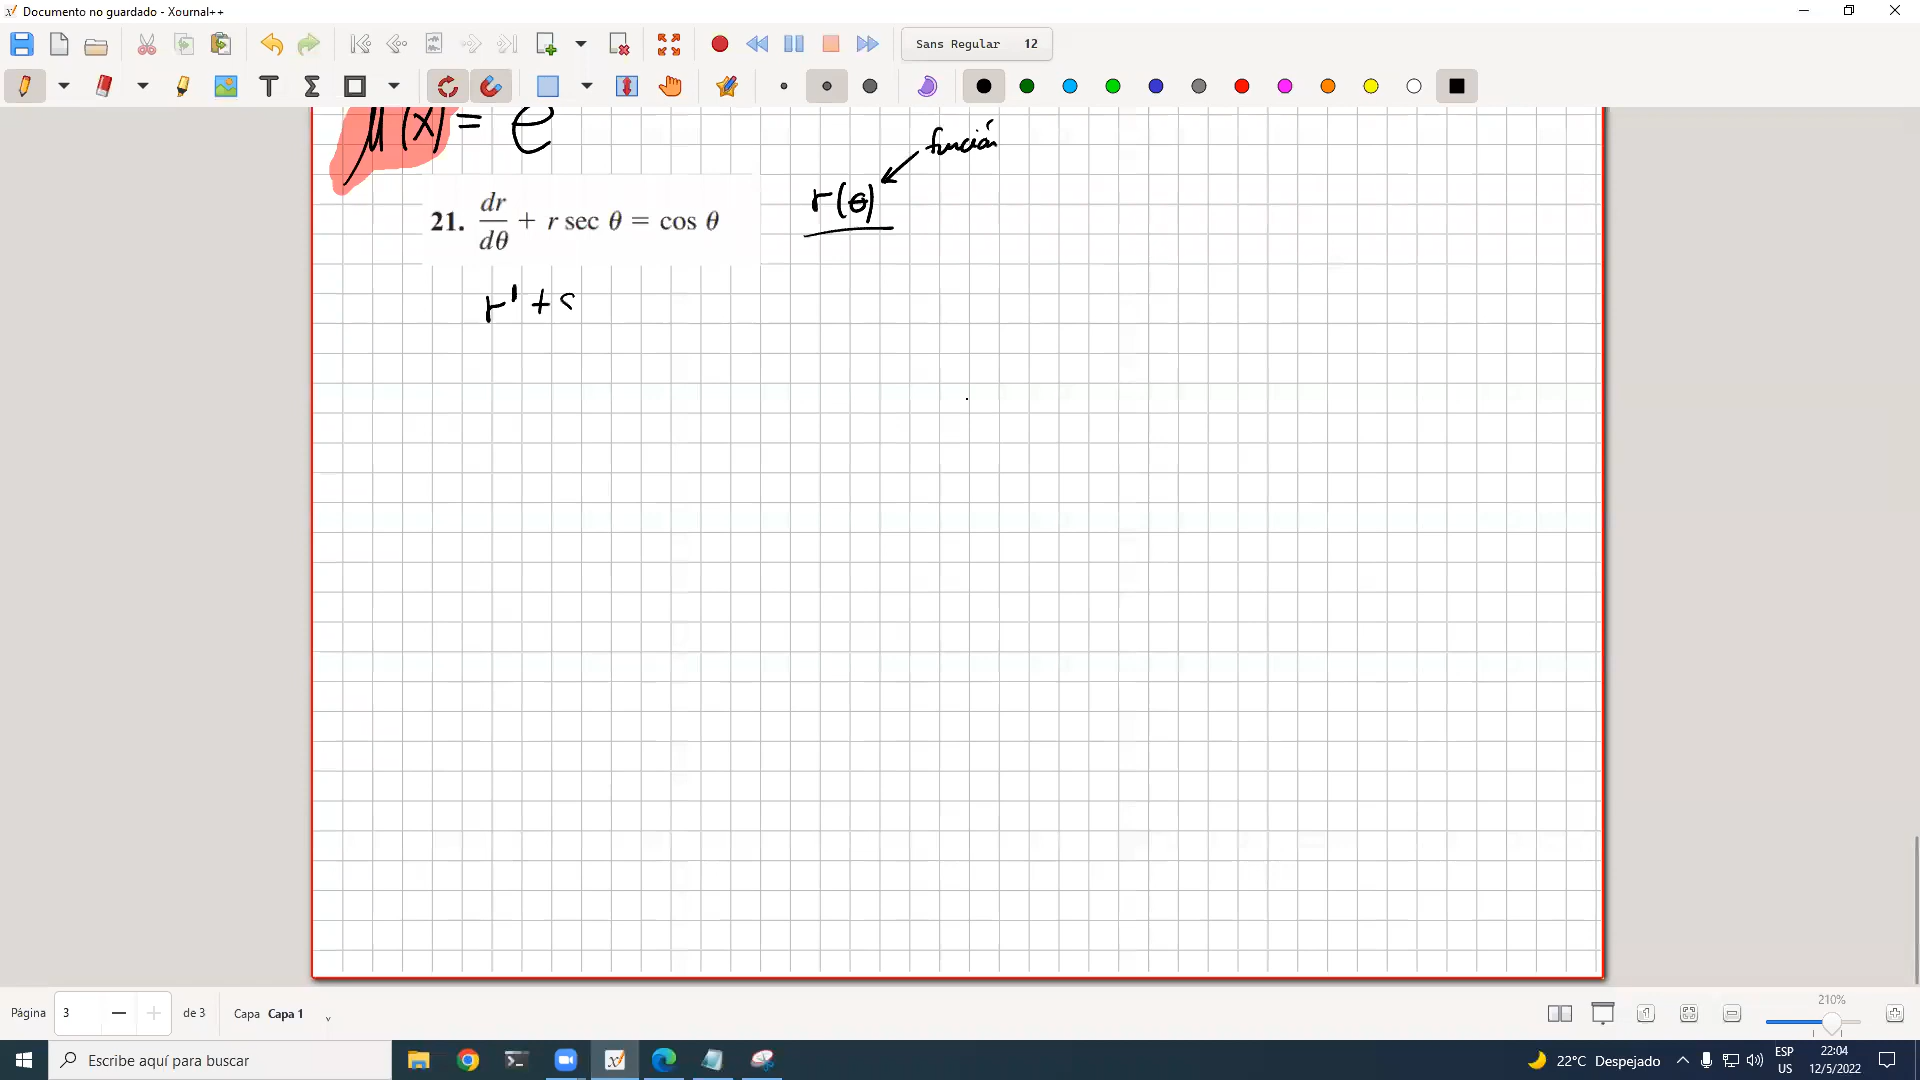 Documento no guardado - Xournal++
Sans Regular 12
μ(x) = e
función
r(θ)
21. dr/dθ + r sec θ = cos θ
r' + s
210%
Página 3 de 3 Capa Capa 1
Escribe aquí para buscar
22°C Despejado
ESP
US
22:04
12/5/2022